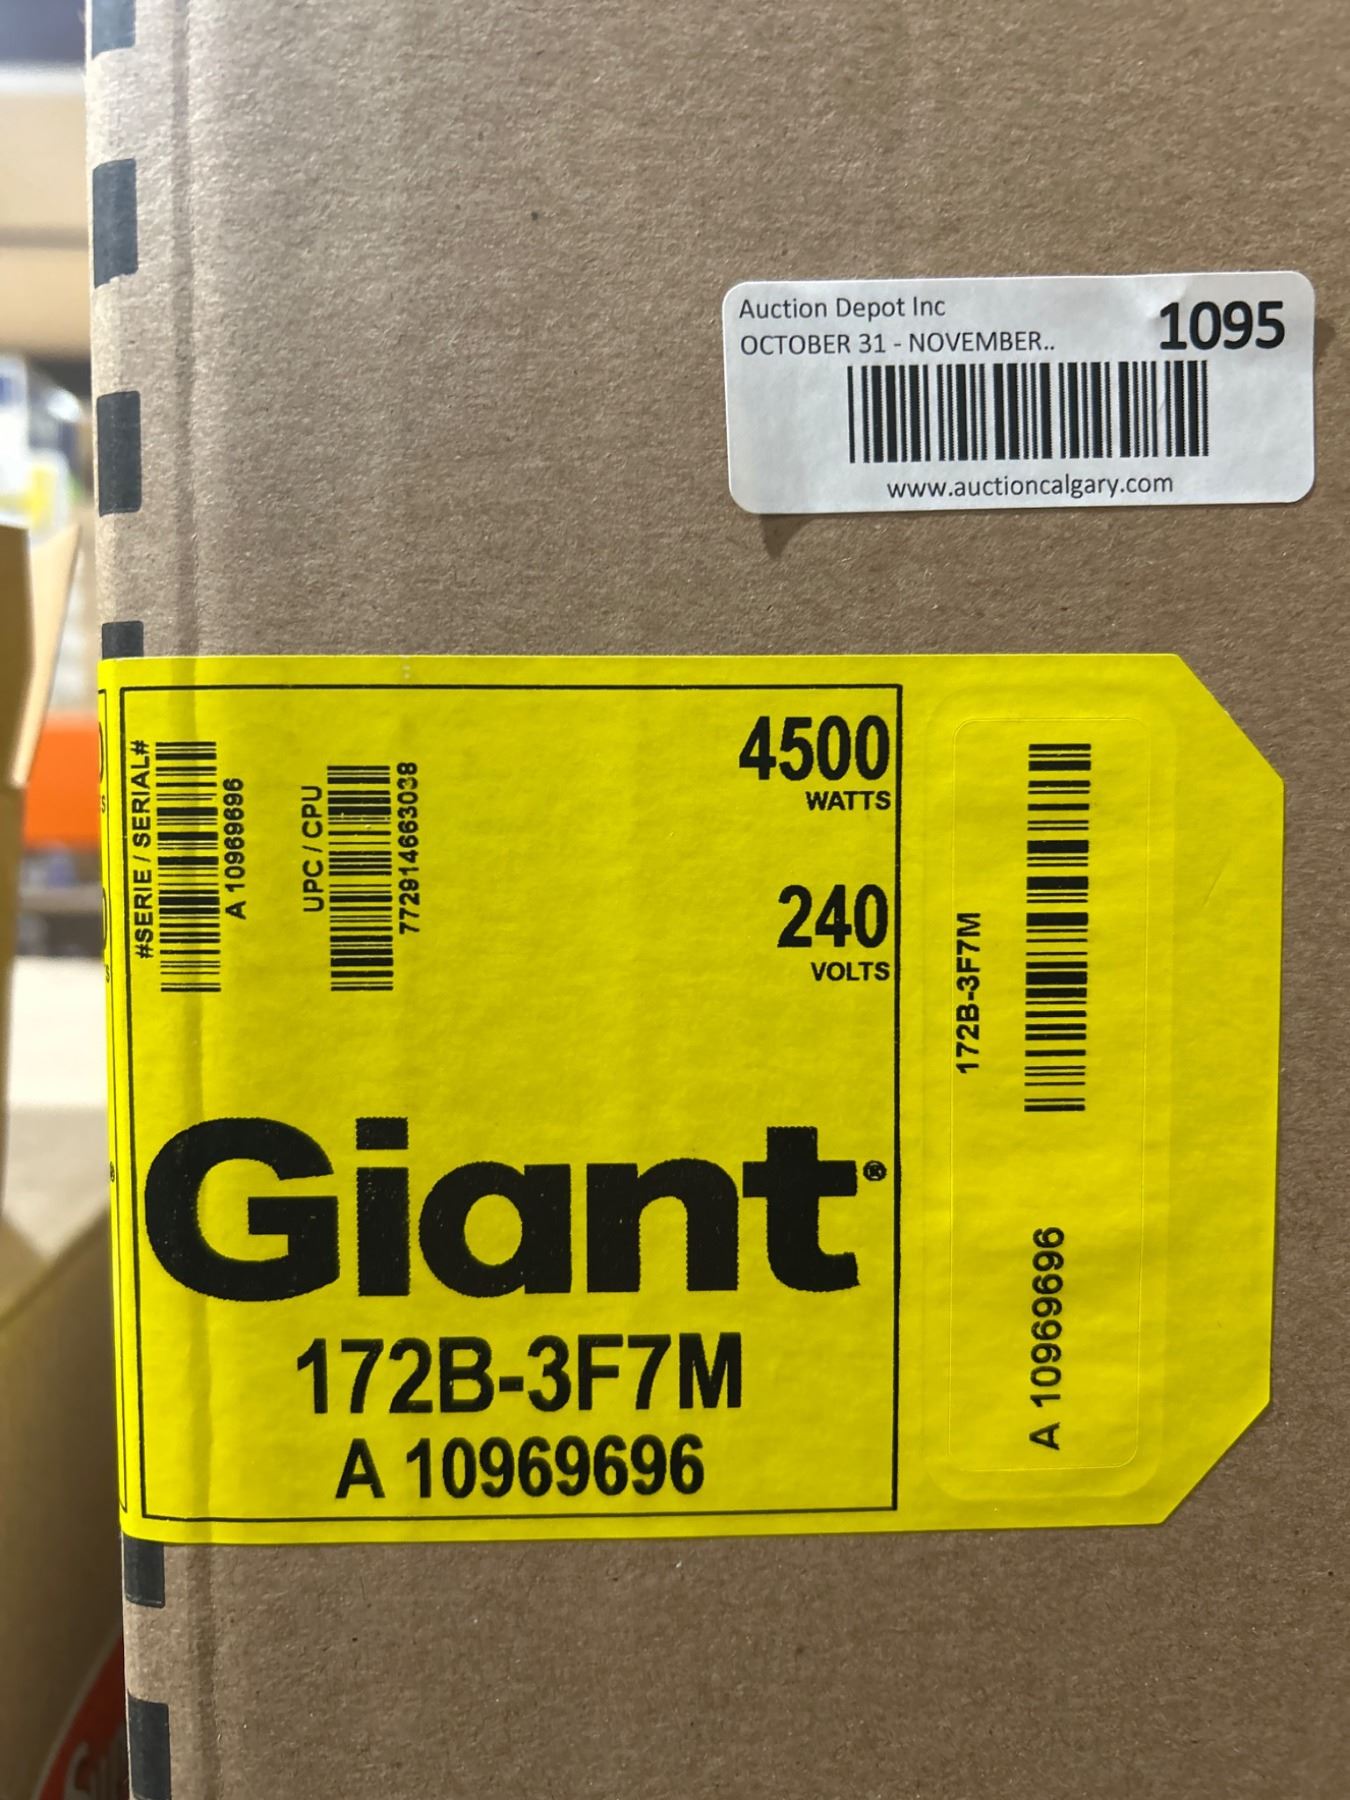 Auction Depot Inc
1095
OCTOBER 31 - NOVEMBER..
www.auctioncalgary.com
#SERIE / SERIAL#
A 10969696
UPC / CPU
772914663038
4500
WATTS
240
VOLTS
Giant®
172B-3F7M
A 10969696
172B-3F7M
A 10969696